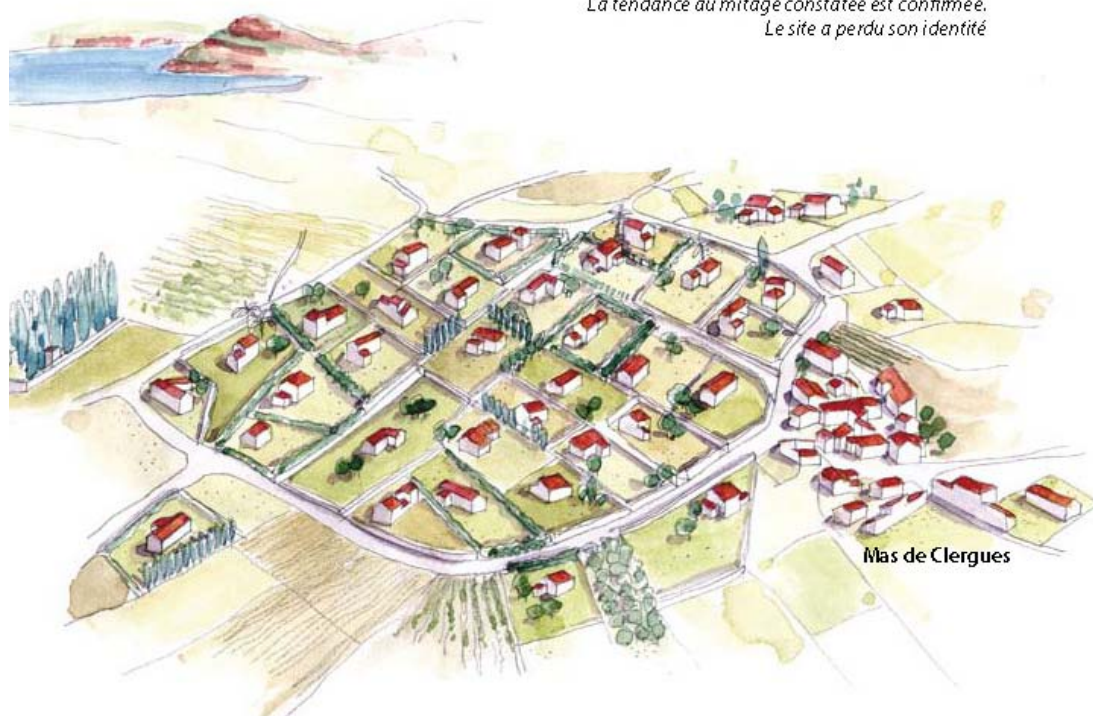 La tendance au mitage constatée est confirmée.
Le site a perdu son identité
Mas de Clergues